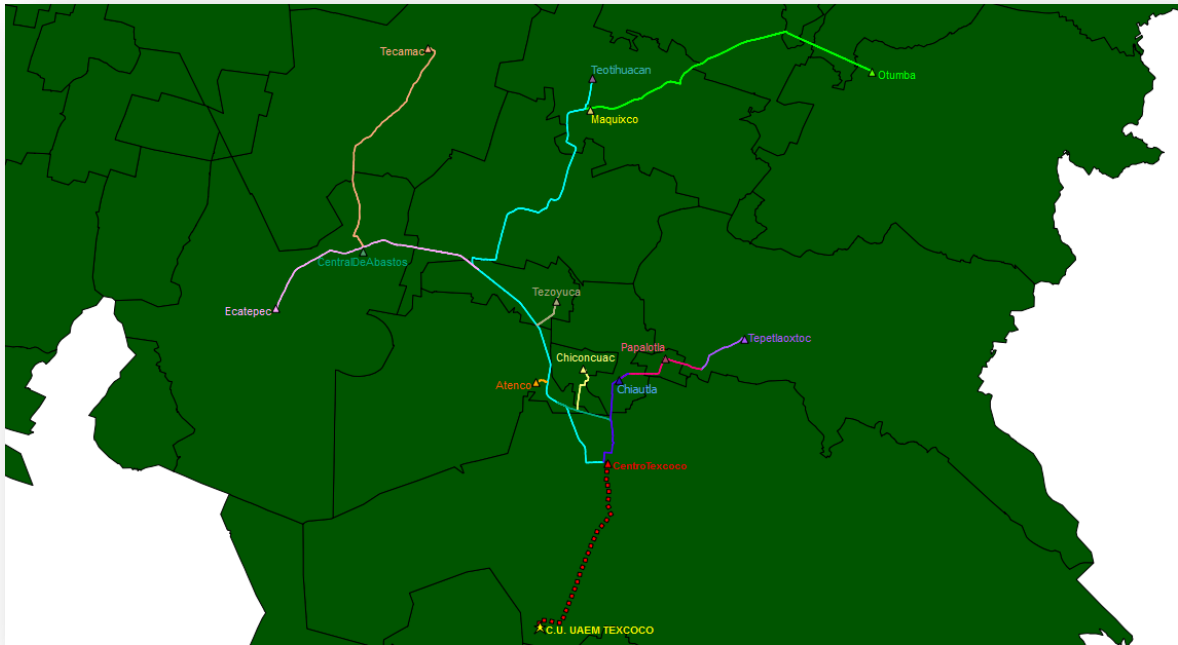 Tecamac
Teotihuacan
Otumba
Maquixco
CentralDeAbastos
Tezoyuca
Ecatepec
Tepetlaoxtoc
Papalotla
Chiconcuac
Atenco
Chiautla
CentroTexcoco
C.U. UAEM TEXCOCO